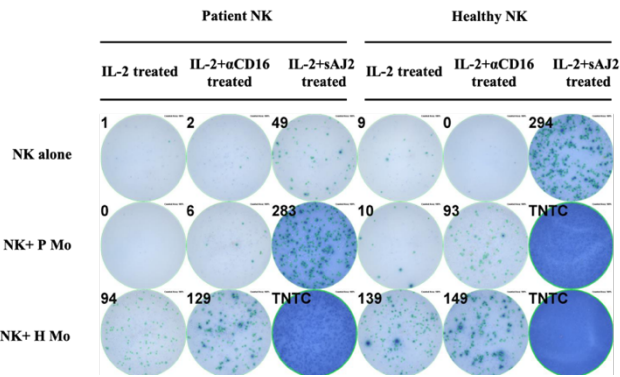 Patient NK Healthy NK
IL-2 treated IL-2+αCD16 treated IL-2+sAJ2 treated IL-2 treated IL-2+αCD16 treated IL-2+sAJ2 treated
NK alone 1 2 49 9 0 294
NK+ P Mo 0 6 283 10 93 TNTC
NK+ H Mo 94 129 TNTC 139 149 TNTC